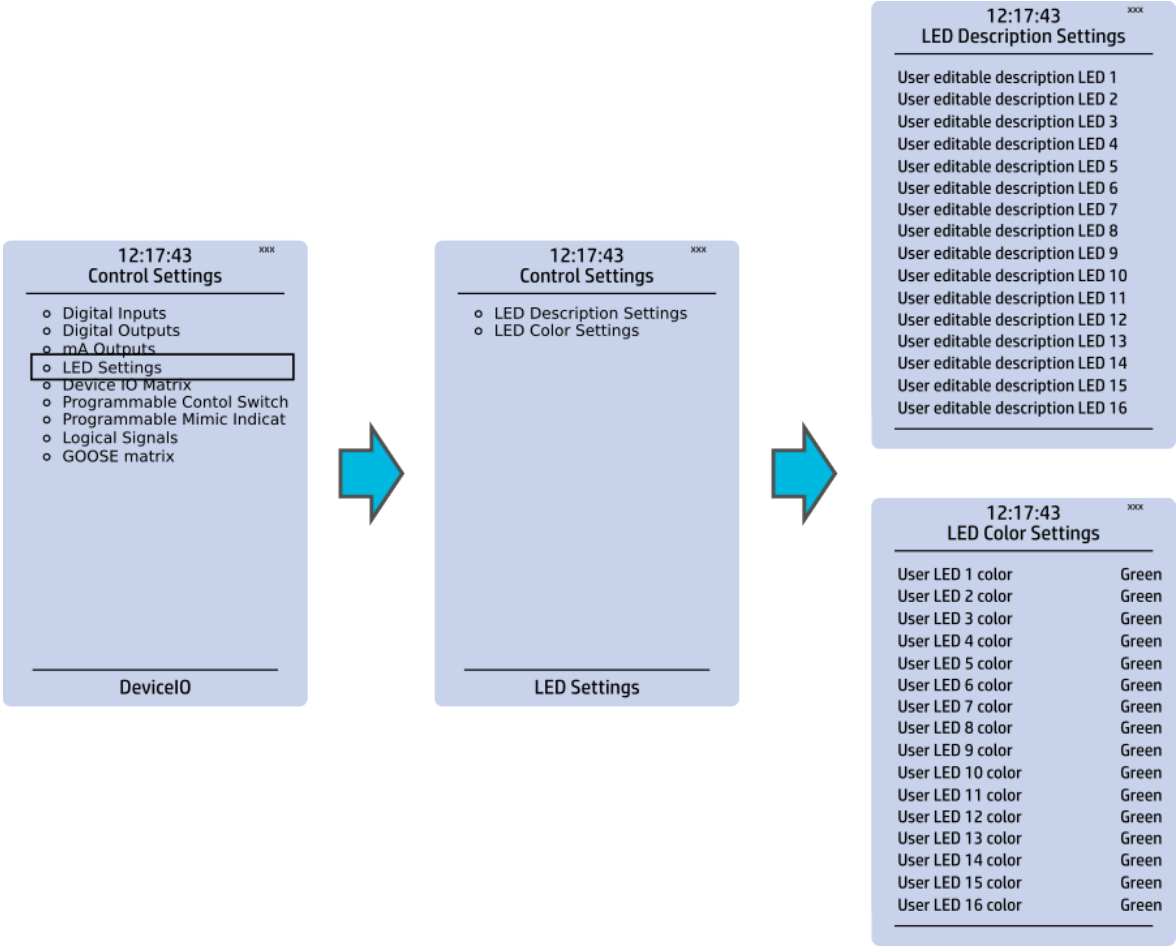 12:17:43 xxx
Control Settings
Digital Inputs
Digital Outputs
mA Outputs
LED Settings
Device IO Matrix
Programmable Contol Switch
Programmable Mimic Indicat
Logical Signals
GOOSE matrix
DeviceIO
12:17:43 xxx
Control Settings
LED Description Settings
LED Color Settings
LED Settings
12:17:43 xxx
LED Description Settings
User editable description LED 1
User editable description LED 2
User editable description LED 3
User editable description LED 4
User editable description LED 5
User editable description LED 6
User editable description LED 7
User editable description LED 8
User editable description LED 9
User editable description LED 10
User editable description LED 11
User editable description LED 12
User editable description LED 13
User editable description LED 14
User editable description LED 15
User editable description LED 16
12:17:43 xxx
LED Color Settings
User LED 1 color Green
User LED 2 color Green
User LED 3 color Green
User LED 4 color Green
User LED 5 color Green
User LED 6 color Green
User LED 7 color Green
User LED 8 color Green
User LED 9 color Green
User LED 10 color Green
User LED 11 color Green
User LED 12 color Green
User LED 13 color Green
User LED 14 color Green
User LED 15 color Green
User LED 16 color Green